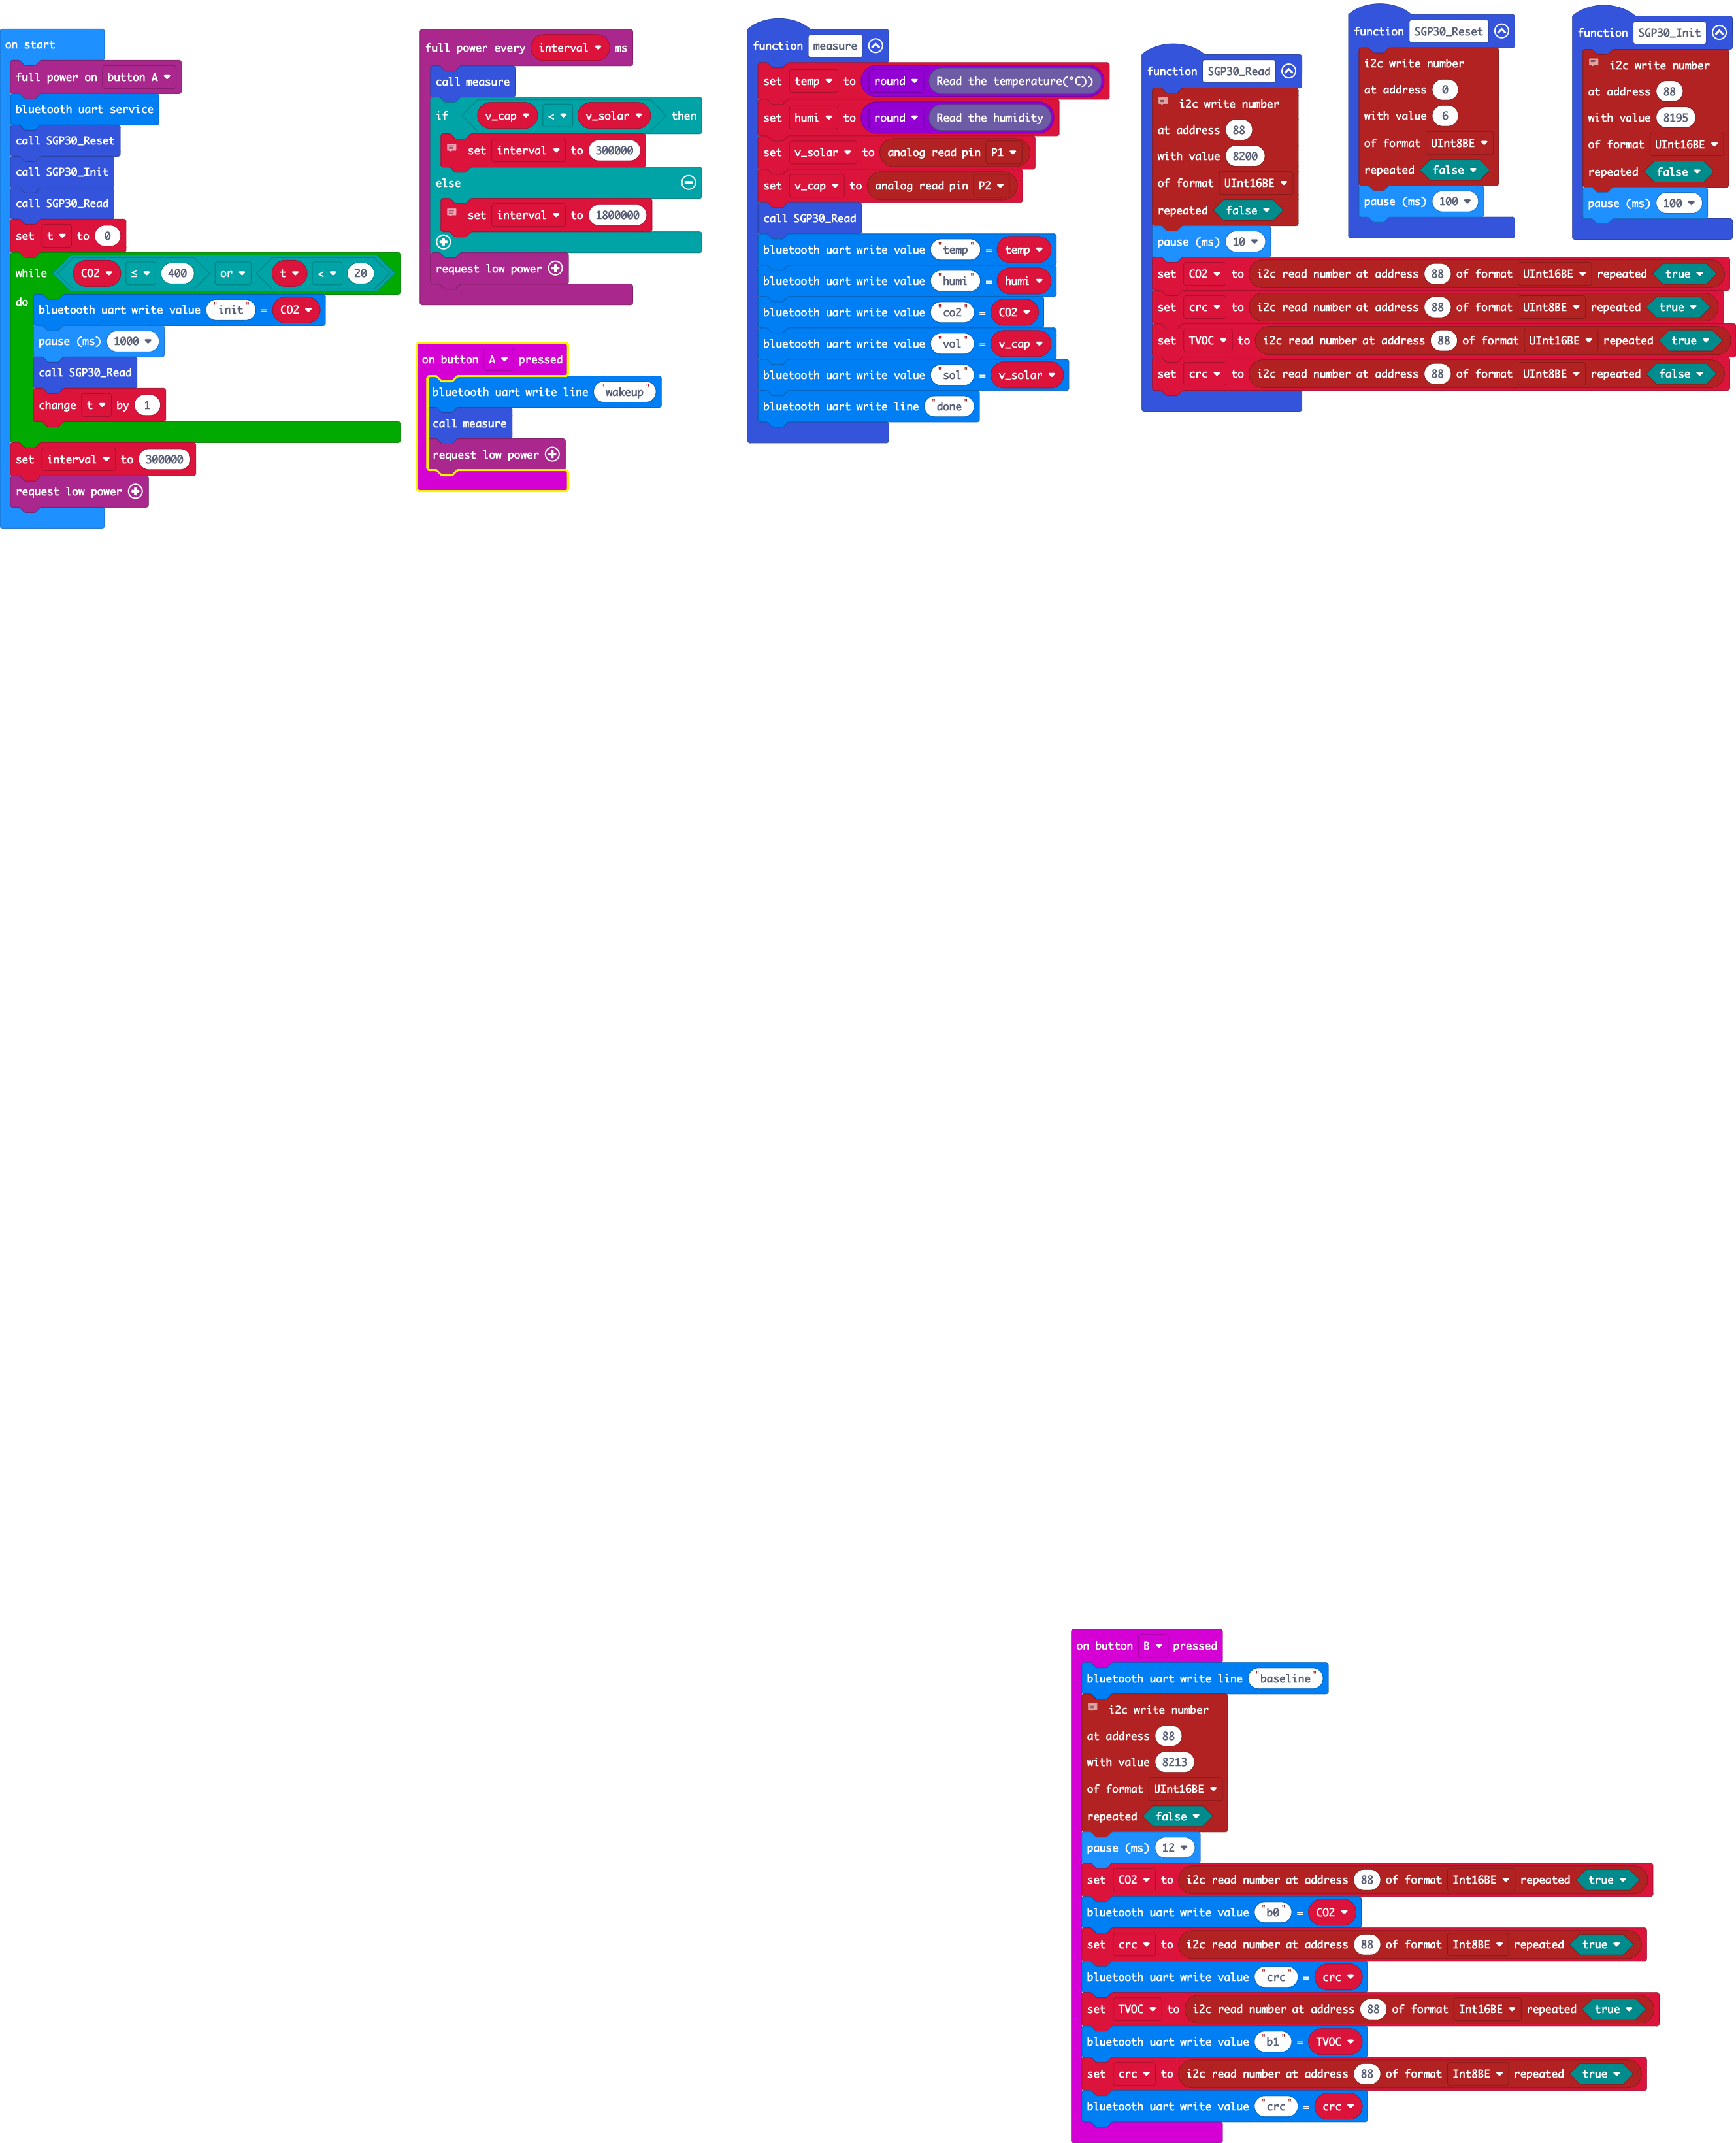 on start
full power on button A
bluetooth uart service
call SGP30_Reset
call SGP30_Init
call SGP30_Read
set t to 0
while CO2 ≤ 400 or t < 20
do
bluetooth uart write value "init" = CO2
pause (ms) 1000
call SGP30_Read
change t by 1
set interval to 300000
request low power
full power every interval ms
call measure
if v_cap < v_solar then
set interval to 300000
else
set interval to 1800000
request low power
on button A pressed
bluetooth uart write line "wakeup"
call measure
request low power
function measure
set temp to round Read the temperature(°C))
set humi to round Read the humidity
set v_solar to analog read pin P1
set v_cap to analog read pin P2
call SGP30_Read
bluetooth uart write value "temp" = temp
bluetooth uart write value "humi" = humi
bluetooth uart write value "co2" = CO2
bluetooth uart write value "vol" = v_cap
bluetooth uart write value "sol" = v_solar
bluetooth uart write line "done"
function SGP30_Read
i2c write number
at address 88
with value 8200
of format UInt16BE
repeated false
pause (ms) 10
set CO2 to i2c read number at address 88 of format UInt16BE repeated true
set crc to i2c read number at address 88 of format UInt8BE repeated true
set TVOC to i2c read number at address 88 of format UInt16BE repeated true
set crc to i2c read number at address 88 of format UInt8BE repeated false
function SGP30_Reset
i2c write number
at address 0
with value 6
of format UInt8BE
repeated false
pause (ms) 100
function SGP30_Init
i2c write number
at address 88
with value 8195
of format UInt16BE
repeated false
pause (ms) 100
on button B pressed
bluetooth uart write line "baseline"
i2c write number
at address 88
with value 8213
of format UInt16BE
repeated false
pause (ms) 12
set CO2 to i2c read number at address 88 of format Int16BE repeated true
bluetooth uart write value "b0" = CO2
set crc to i2c read number at address 88 of format Int8BE repeated true
bluetooth uart write value "crc" = crc
set TVOC to i2c read number at address 88 of format Int16BE repeated true
bluetooth uart write value "b1" = TVOC
set crc to i2c read number at address 88 of format Int8BE repeated true
bluetooth uart write value "crc" = crc